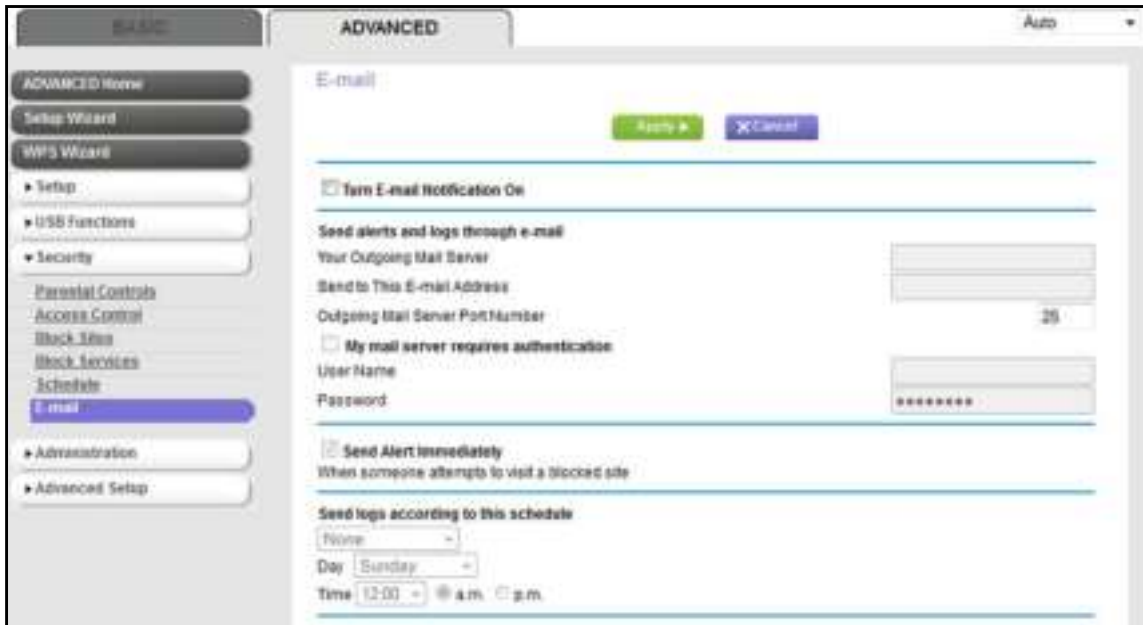 BASIC
ADVANCED
Auto
ADVANCED Home
Setup Wizard
WPS Wizard
Setup
USB Functions
Security
Parental Controls
Access Control
Block Sites
Block Services
Schedule
E-mail
Administration
Advanced Setup
E-mail
Apply
Cancel
Turn E-mail Notification On
Send alerts and logs through e-mail
Your Outgoing Mail Server
Send to This E-mail Address
Outgoing Mail Server Port Number 25
My mail server requires authentication
User Name
Password ••••••••
Send Alert Immediately
When someone attempts to visit a blocked site
Send logs according to this schedule
None
Day Sunday
Time 12:00 a.m. p.m.